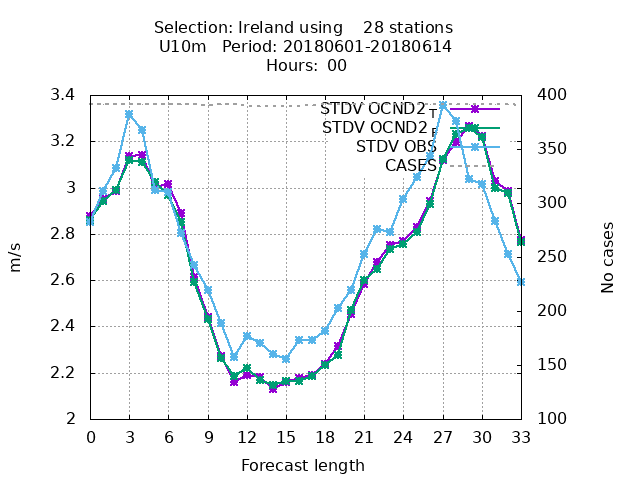 Selection: Ireland using    28 stations
U10m   Period: 20180601-20180614
Hours:  00
3.4
3.2
3
2.8
2.6
2.4
2.2
2
m/s
STDV OCND2 T
STDV OCND2
STDV OBS
CASES
400
350
300
250
200
150
100
No cases
0 3 6 9 12 15 18 21 24 27 30 33
Forecast length